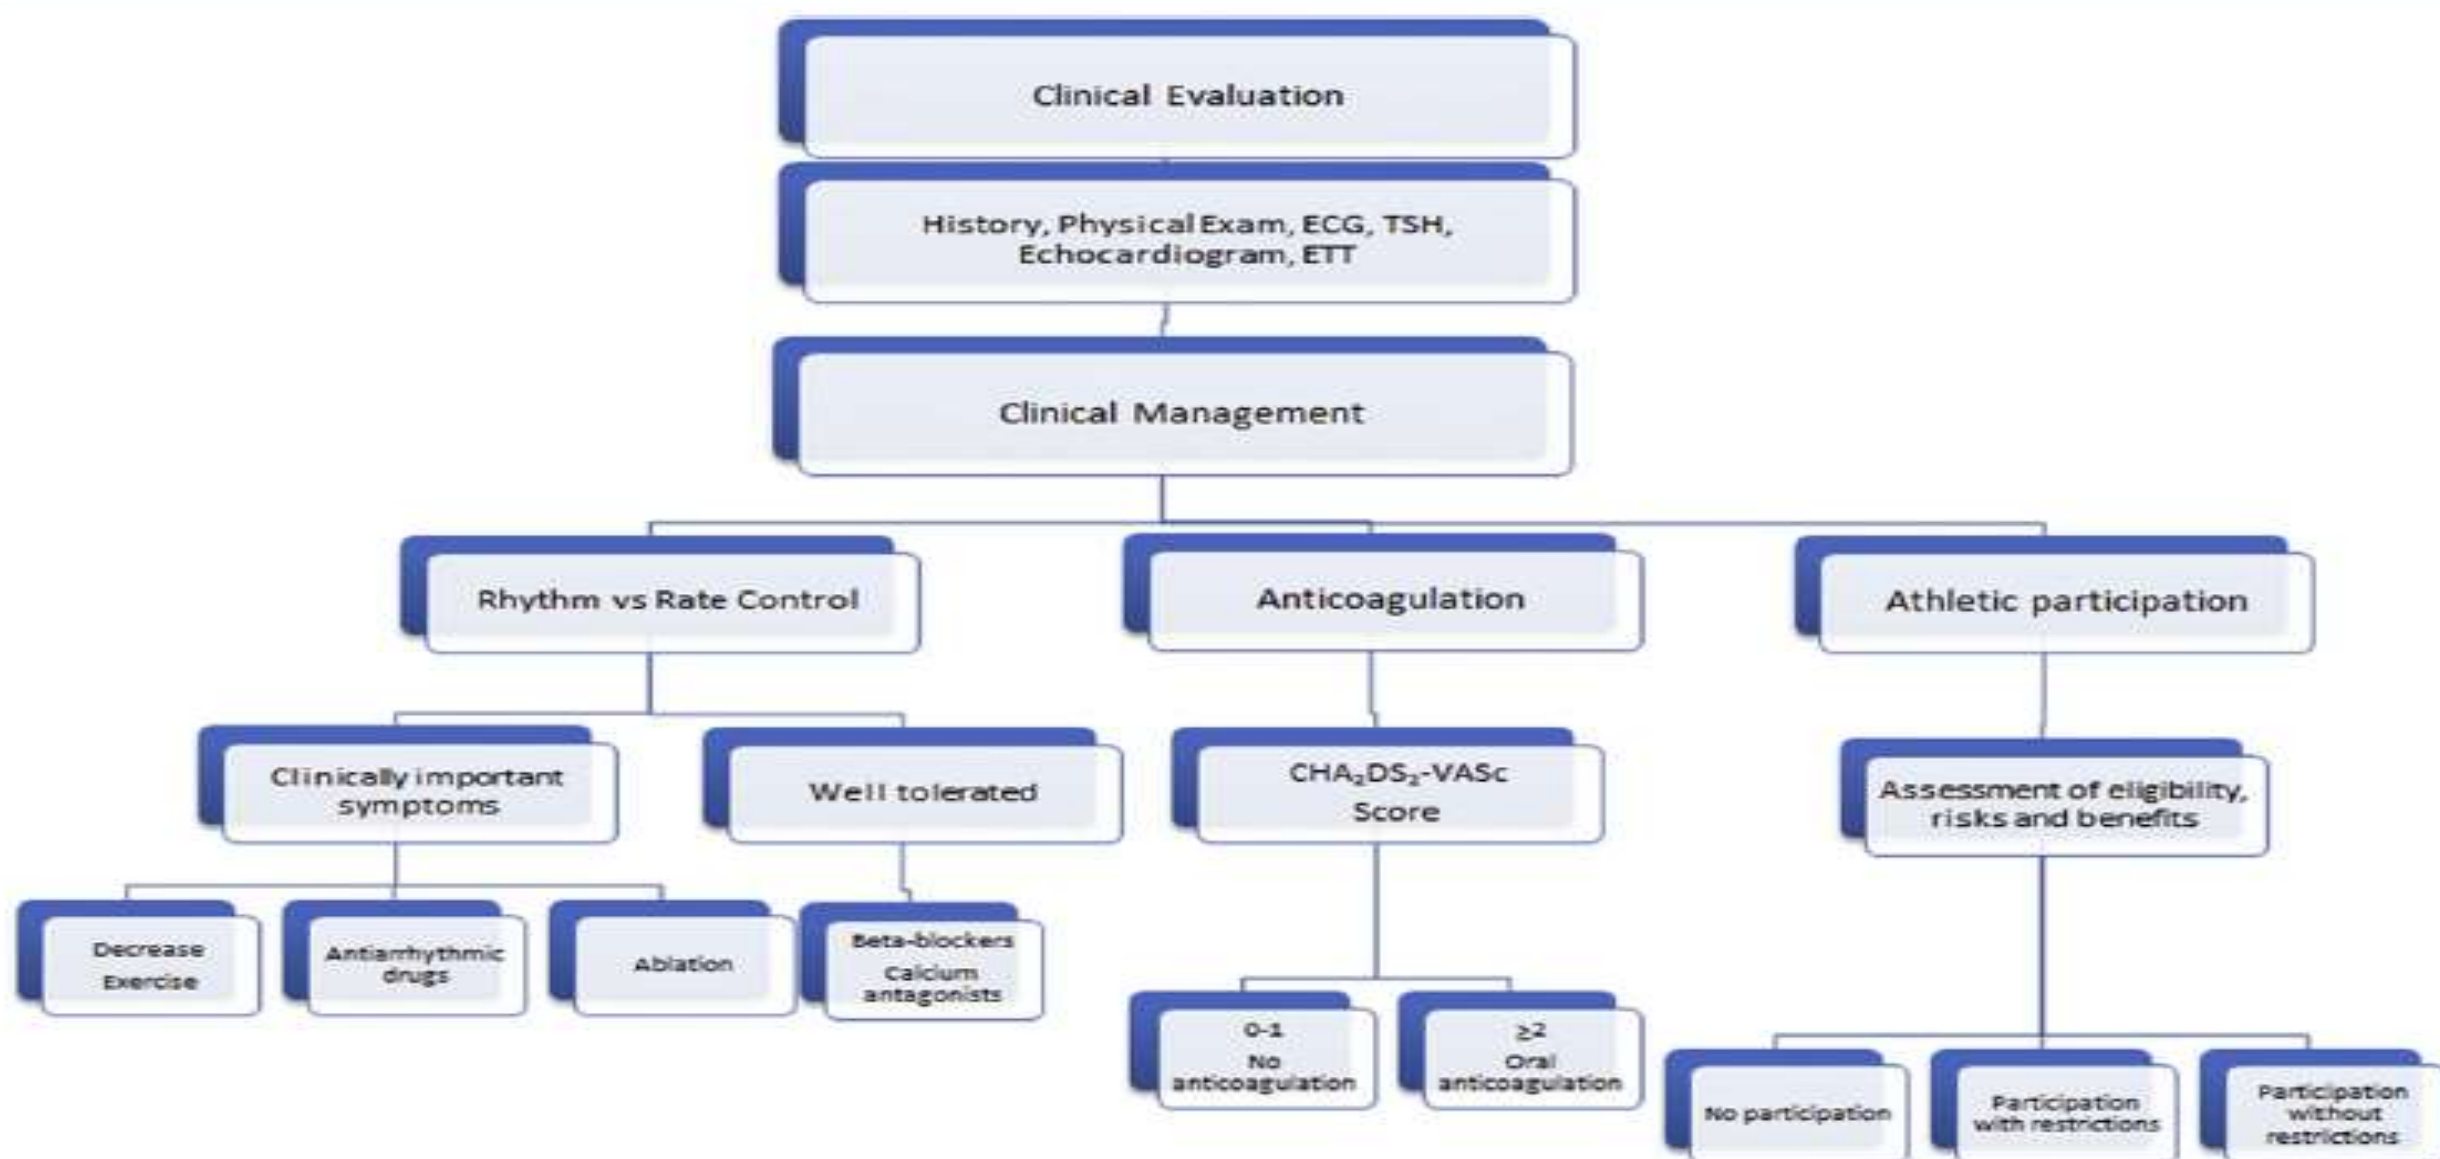 Clinical Evaluation
History, Physical Exam, ECG, TSH,
Echocardiogram, ETT
Clinical Management
Rhythm vs Rate Control
Anticoagulation
Athletic participation
Clinically important
symptoms
Well tolerated
CHA₂DS₂-VASc
Score
Assessment of eligibility,
risks and benefits
Decrease
Exercise
Antiarrhythmic
drugs
Ablation
Beta-blockers
Calcium
antagonists
0-1
No
anticoagulation
≥2
Oral
anticoagulation
No participation
Participation
with restrictions
Participation
without
restrictions